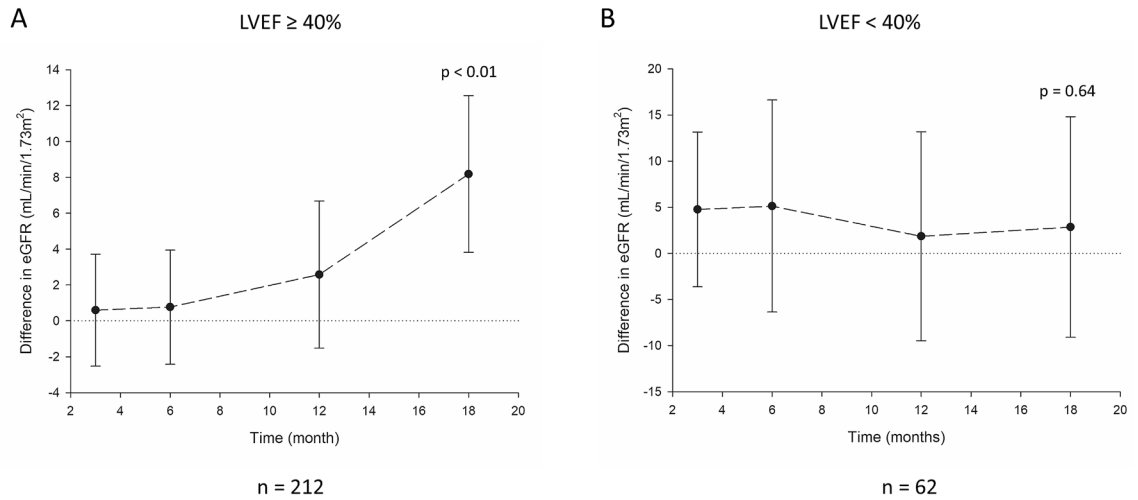 A
LVEF ≥ 40%
p < 0.01
Difference in eGFR (mL/min/1.73m²)
14
12
10
8
6
4
2
0
-2
-4
2 4 6 8 10 12 14 16 18 20
Time (month)
n = 212
B
LVEF < 40%
p = 0.64
Difference in eGFR (mL/min/1.73m²)
20
15
10
5
0
-5
-10
-15
2 4 6 8 10 12 14 16 18 20
Time (months)
n = 62